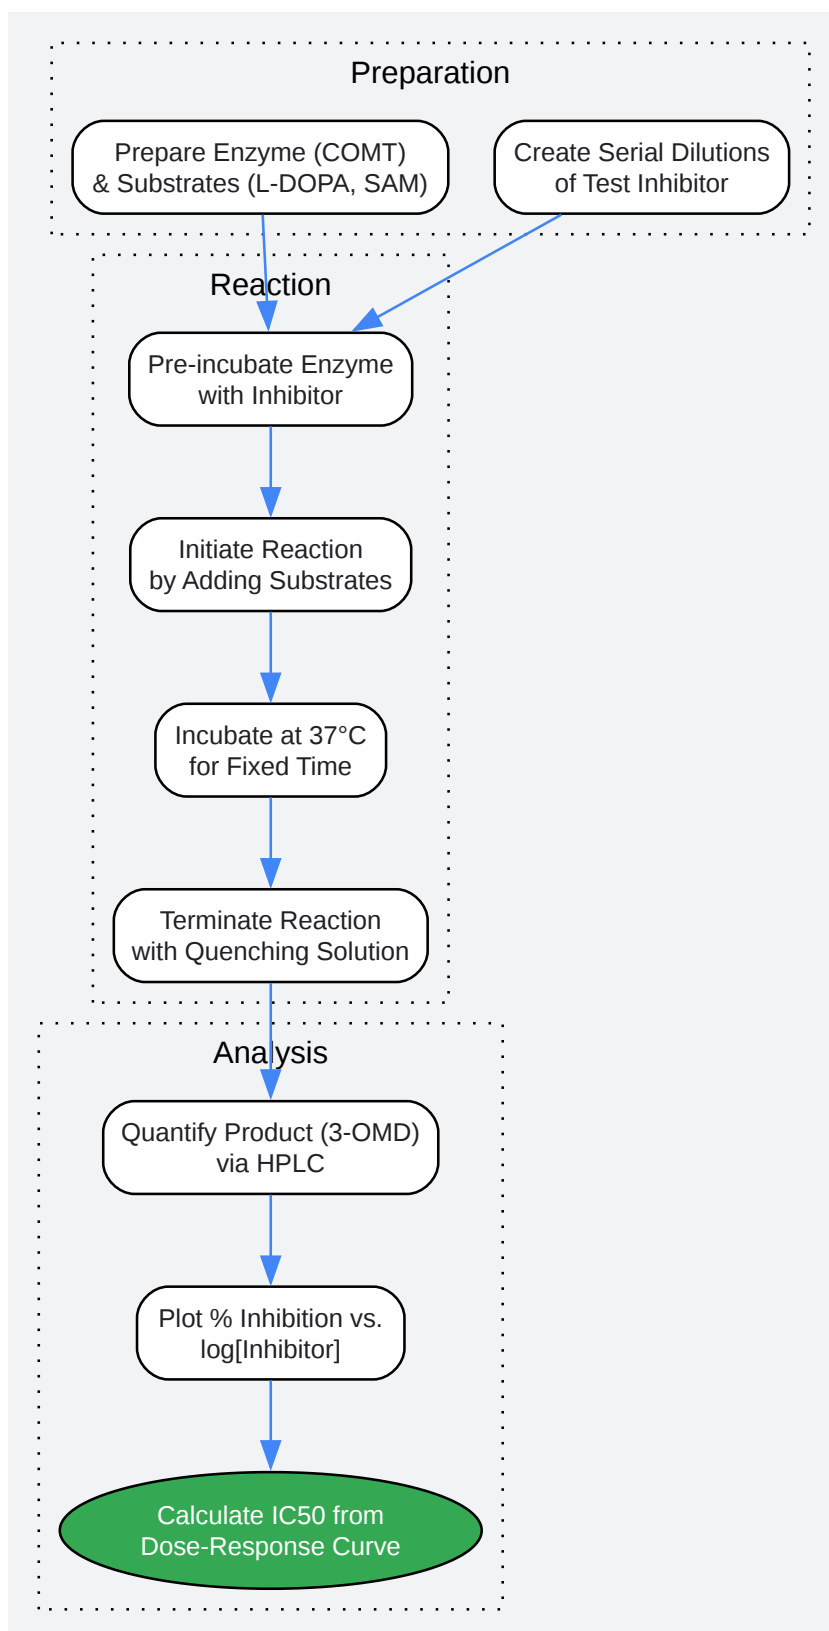 Preparation
Prepare Enzyme (COMT)
& Substrates (L-DOPA, SAM)
Create Serial Dilutions
of Test Inhibitor
Reaction
Pre-incubate Enzyme
with Inhibitor
Initiate Reaction
by Adding Substrates
Incubate at 37°C
for Fixed Time
Terminate Reaction
with Quenching Solution
Analysis
Quantify Product (3-OMD)
via HPLC
Plot % Inhibition vs.
log[Inhibitor]
Calculate IC50 from
Dose-Response Curve